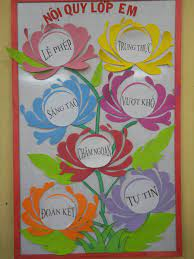 NỘI QUY LỚP EM
LỄ PHÉP
TRUNG THỰC
SÁNG TẠO
VƯỢT KHÓ
CHĂM NGOAN
ĐOÀN KẾT
TỰ TIN